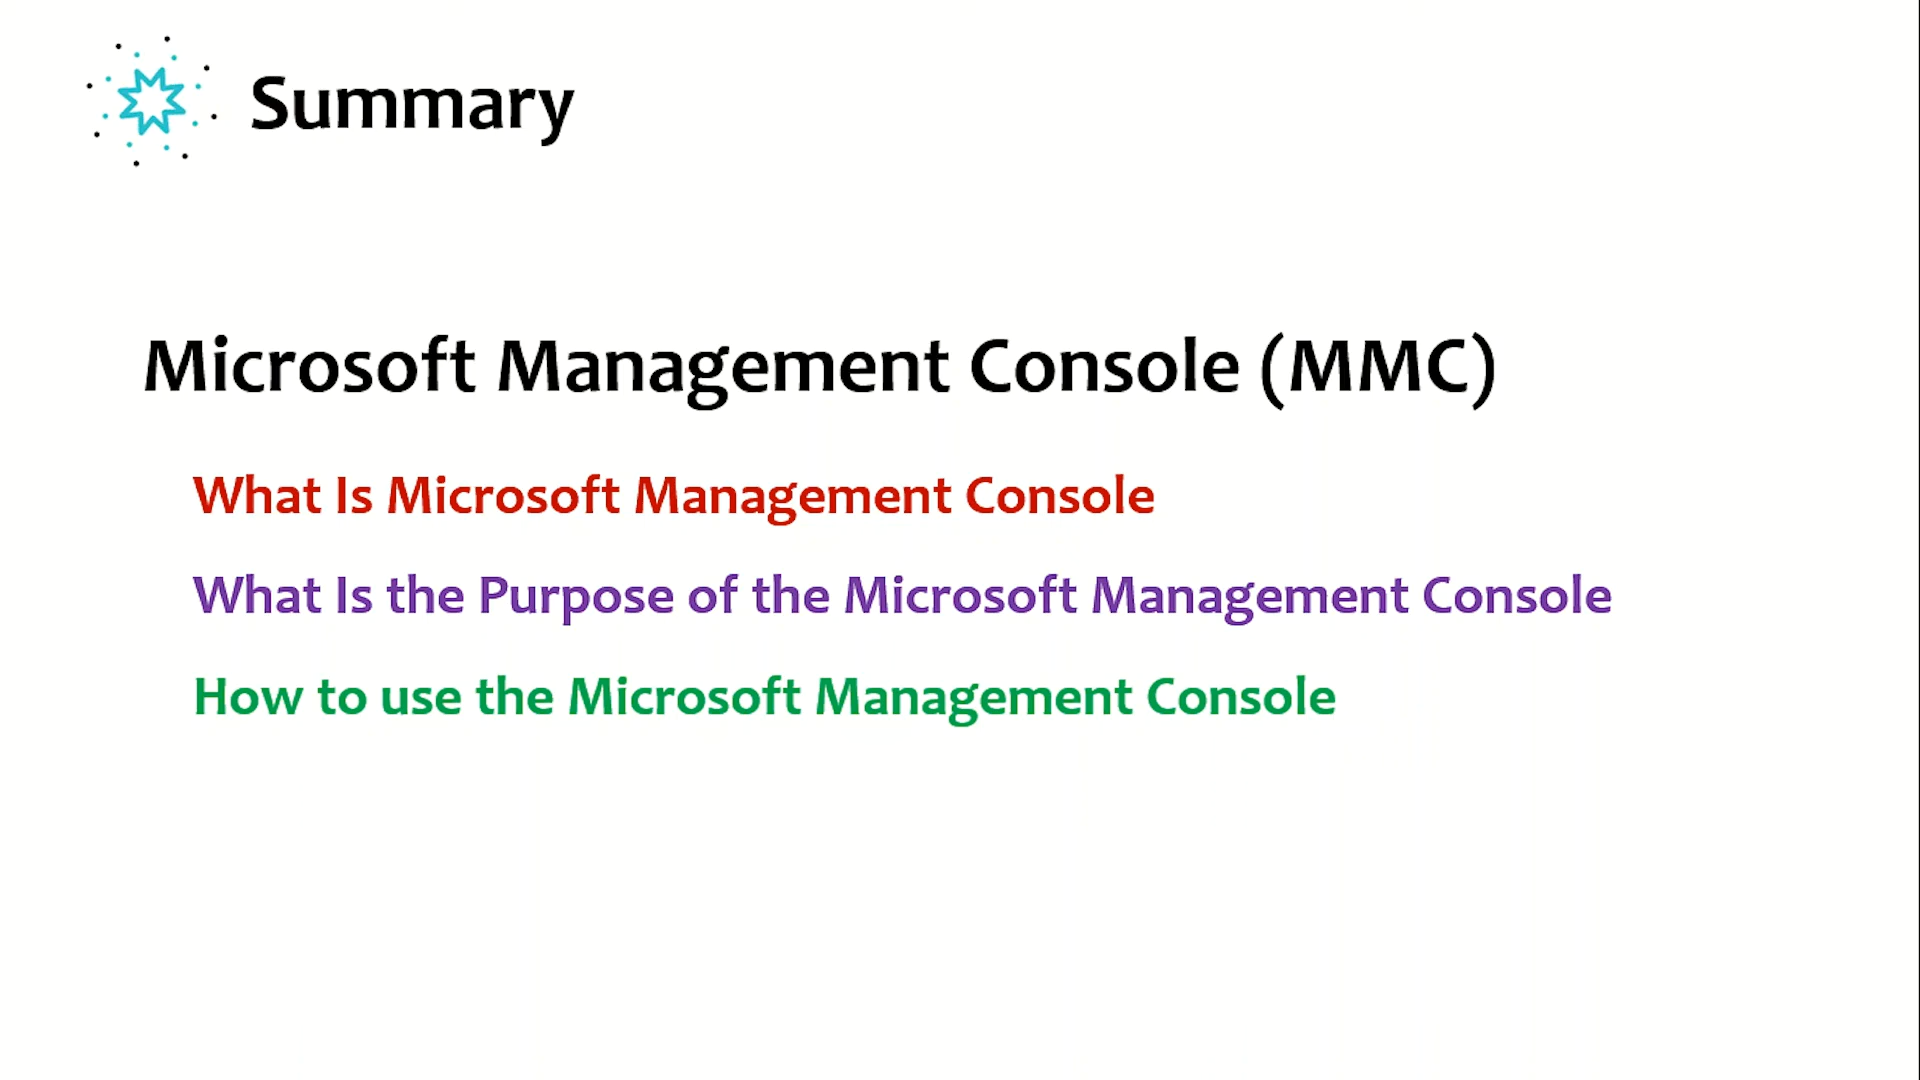 Summary
Microsoft Management Console (MMC)
What Is Microsoft Management Console
What Is the Purpose of the Microsoft Management Console
How to use the Microsoft Management Console